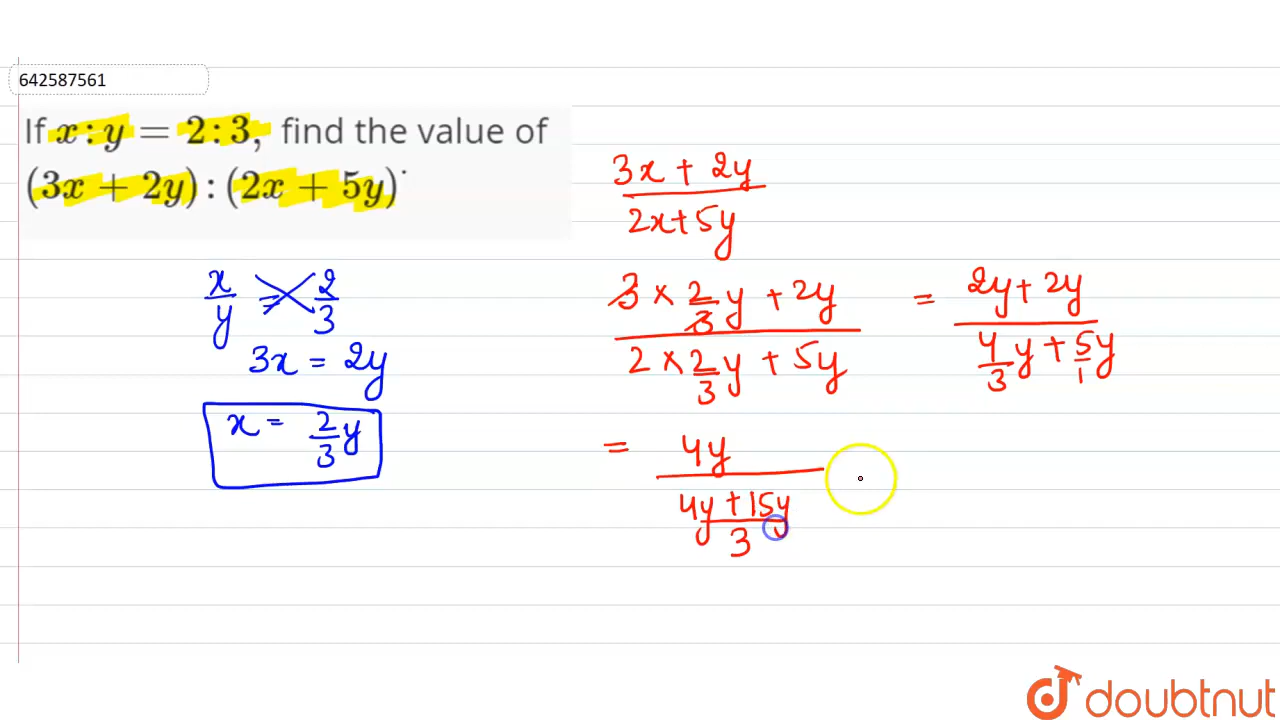 642587561
If x : y = 2 : 3, find the value of
(3x + 2y) : (2x + 5y).
x/y = 2/3
3x = 2y
x = 2/3 y
3x + 2y / 2x + 5y
3 × 2/3 y + 2y / 2 × 2/3 y + 5y = 2y + 2y / 4/3 y + 5/1 y
= 4y / 4y + 15y / 3
doubtnut